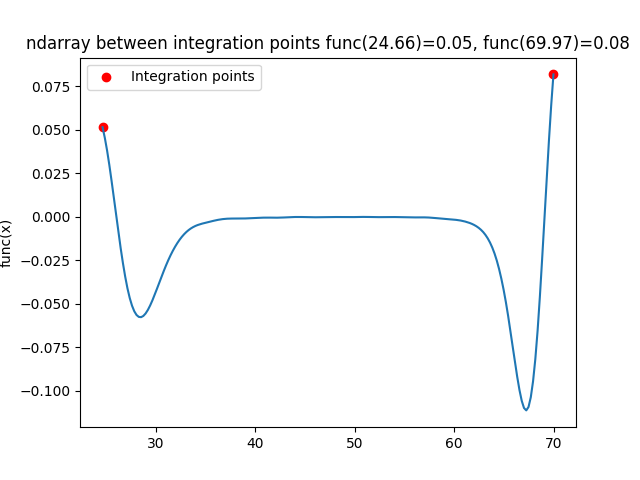 ndarray between integration points func(24.66)=0.05, func(69.97)=0.08
Integration points
func(x)
0.075
0.050
0.025
0.000
−0.025
−0.050
−0.075
−0.100
30 40 50 60 70